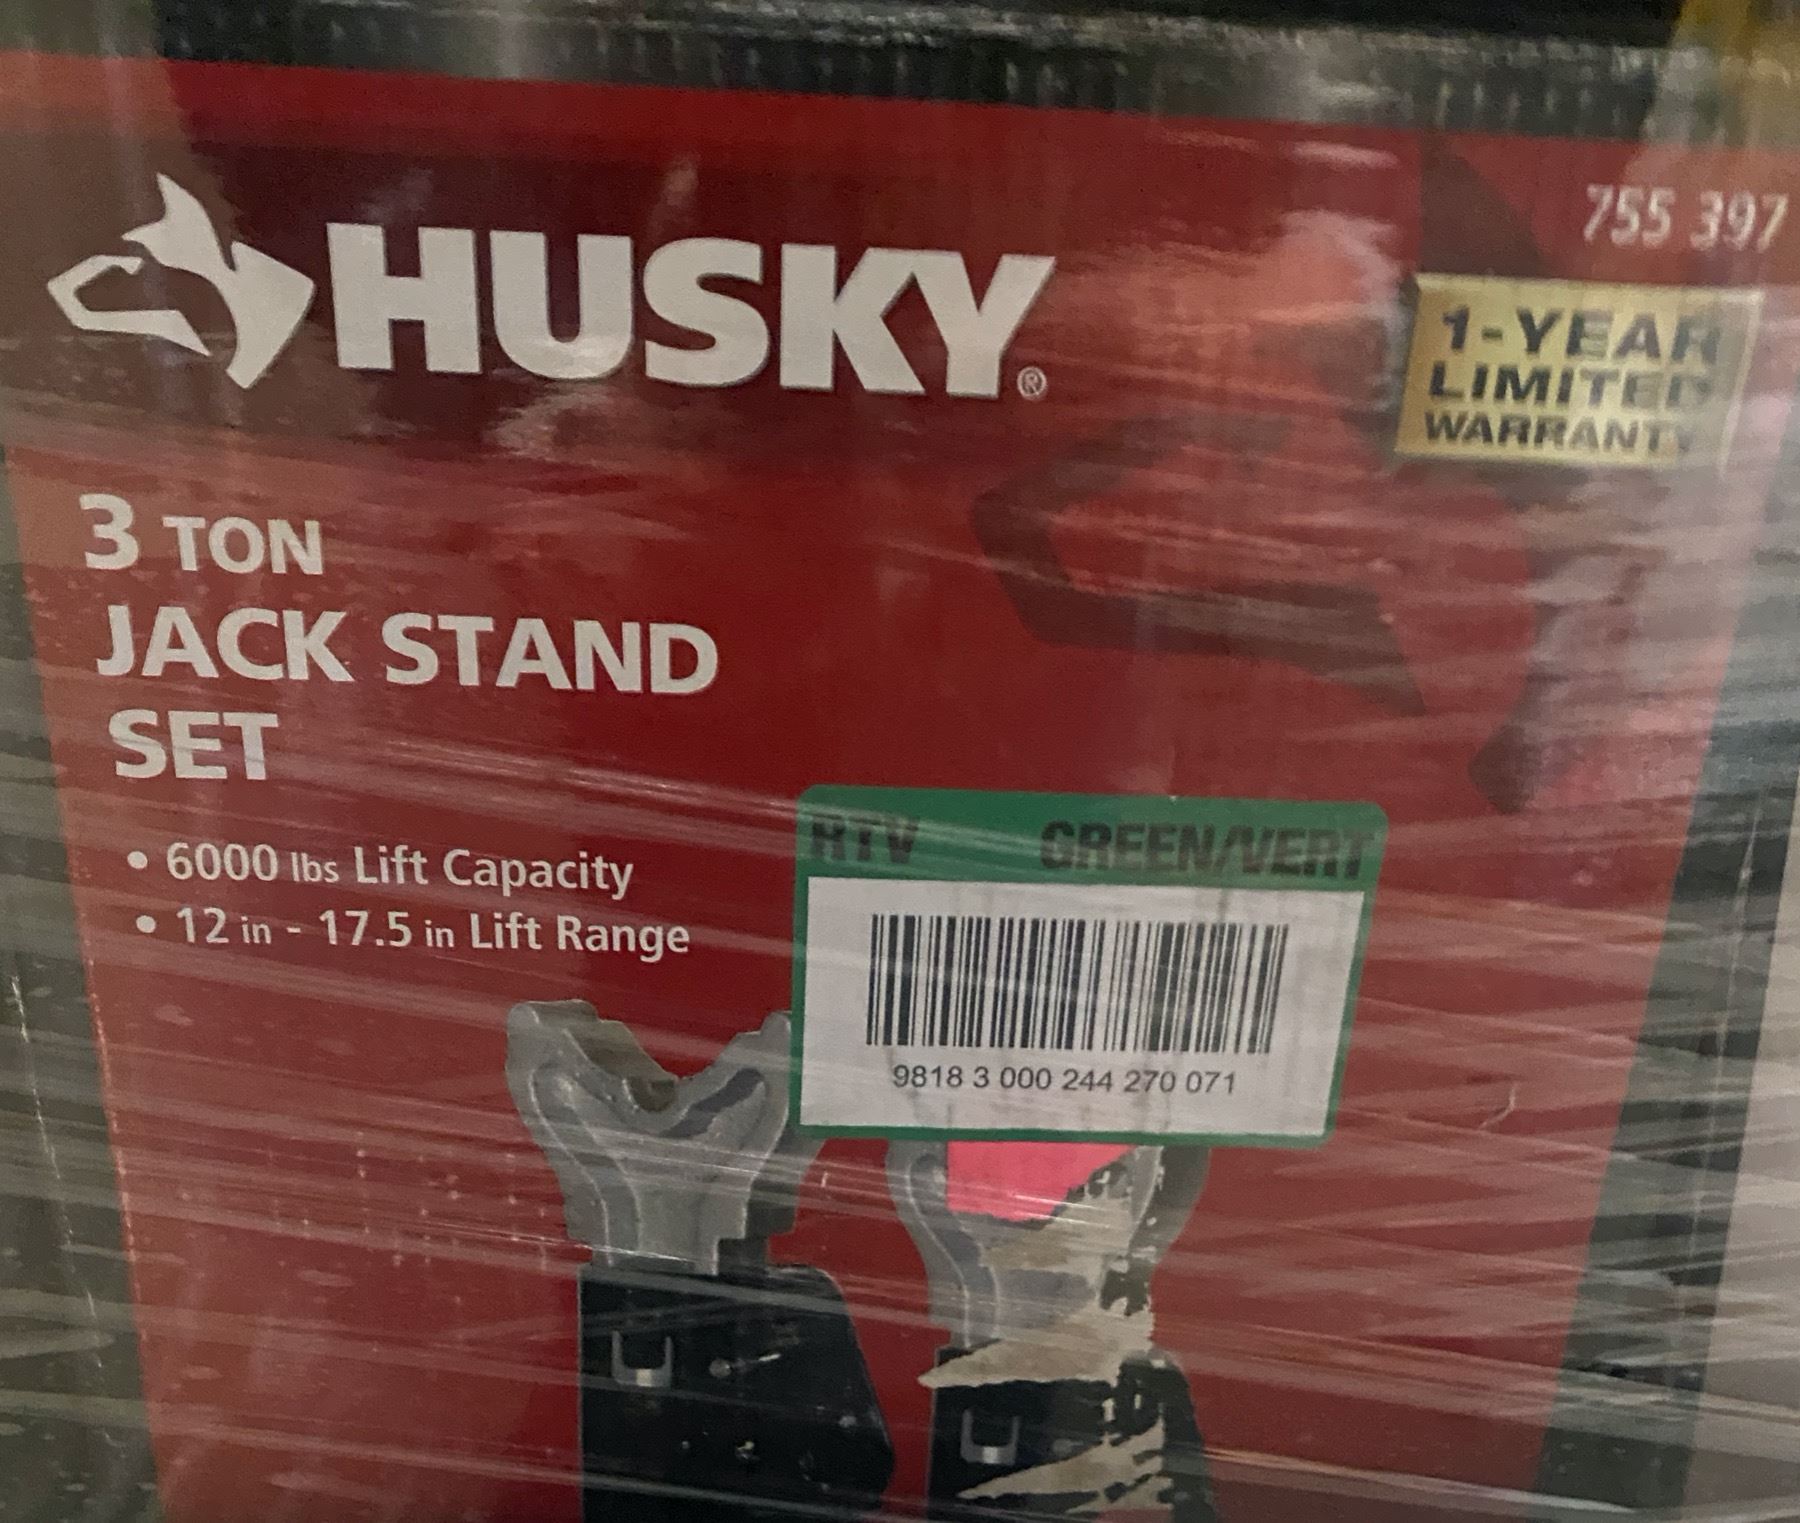 HUSKY®
755 397
1-YEAR
LIMITED
WARRANTY
3 TON
JACK STAND
SET
• 6000 lbs Lift Capacity
• 12 in - 17.5 in Lift Range
RTV GREEN/VERT
9818 3 000 244 270 071